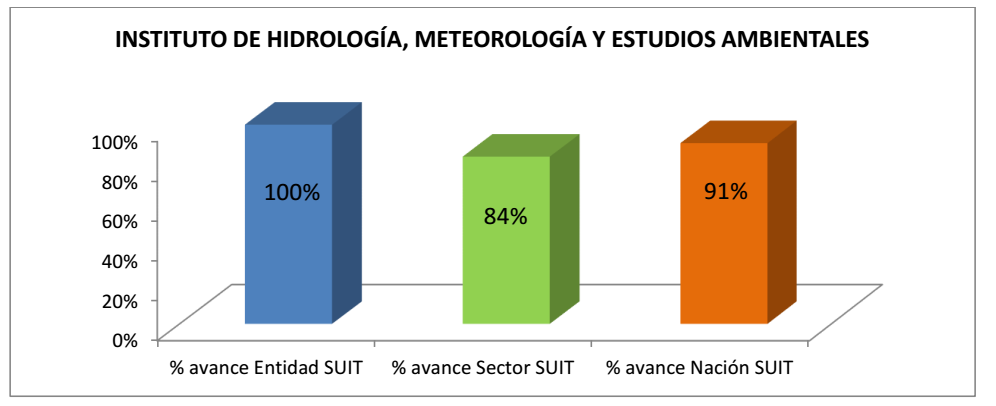 INSTITUTO DE HIDROLOGÍA, METEOROLOGÍA Y ESTUDIOS AMBIENTALES
100%
80%
60%
40%
20%
0%
100%
84%
91%
% avance Entidad SUIT
% avance Sector SUIT
% avance Nación SUIT